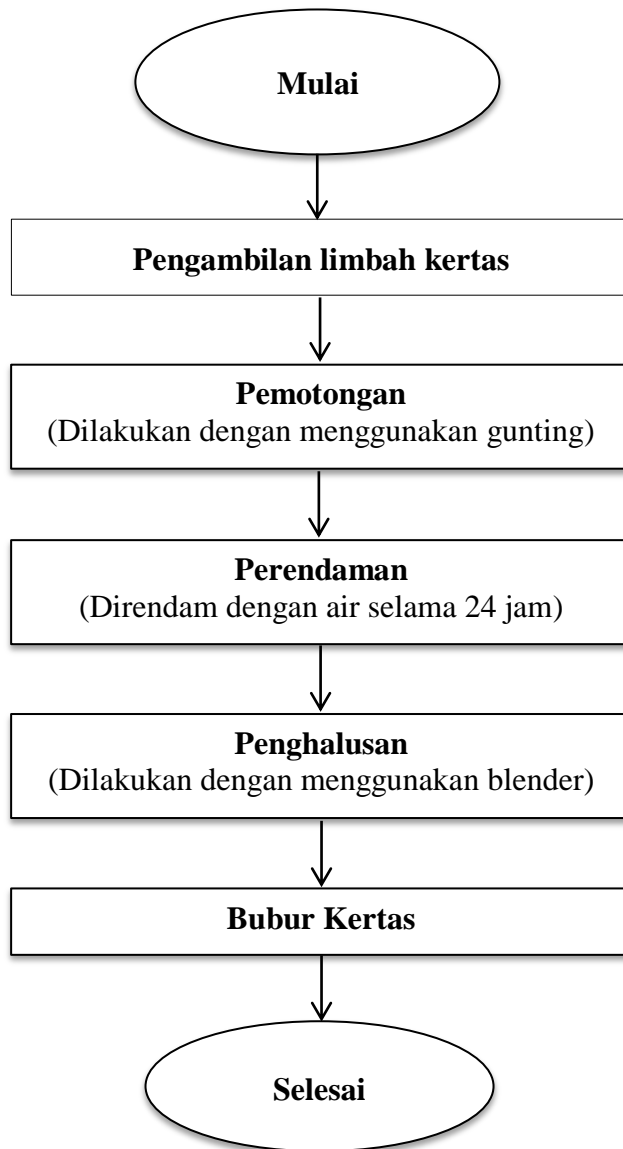 Mulai
Pengambilan limbah kertas
Pemotongan
(Dilakukan dengan menggunakan gunting)
Perendaman
(Direndam dengan air selama 24 jam)
Penghalusan
(Dilakukan dengan menggunakan blender)
Bubur Kertas
Selesai